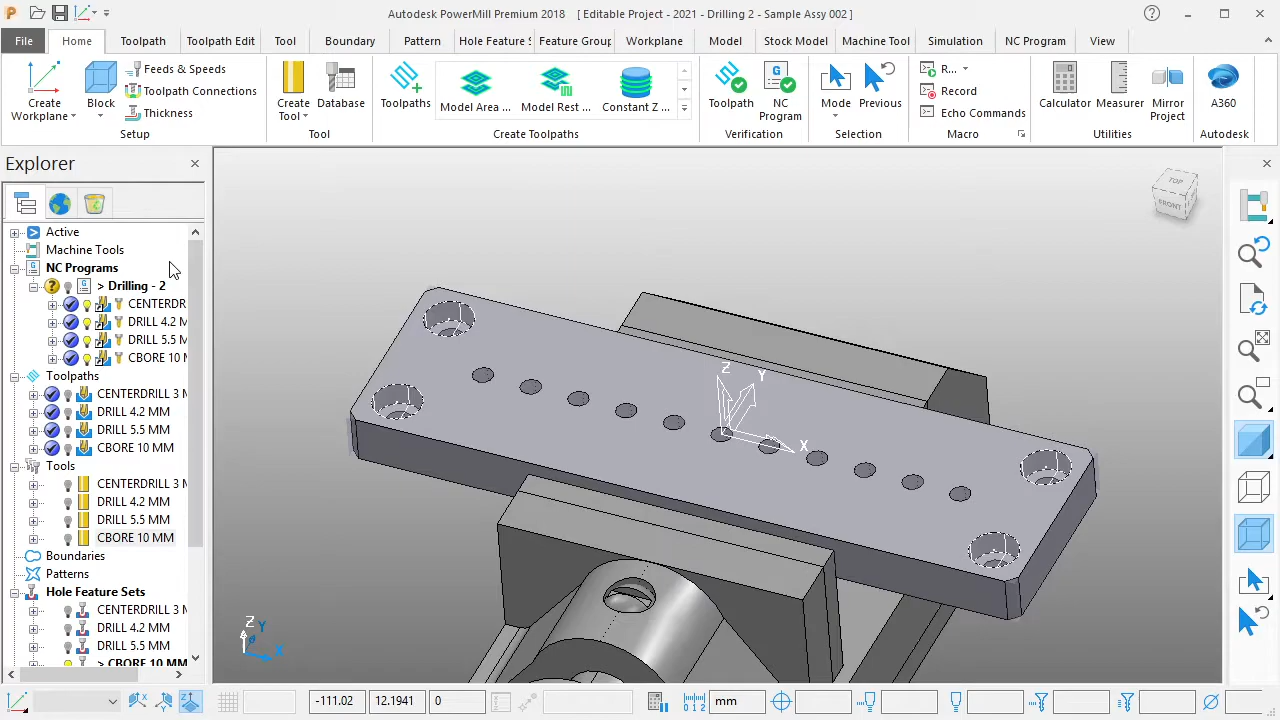 Autodesk PowerMill Premium 2018 [ Editable Project - 2021 - Drilling 2 - Sample Assy 002 ]
File Home Toolpath Toolpath Edit Tool Boundary Pattern Hole Feature S Feature Group Workplane Model Stock Model Machine Tool Simulation NC Program View
Create Workplane
Block
Feeds & Speeds
Toolpath Connections
Thickness
Setup
Create Tool
Database
Tool
Toolpaths
Model Area ...
Model Rest ...
Constant Z ...
Create Toolpaths
Toolpath
NC Program
Verification
Mode
Previous
Selection
R...
Record
Echo Commands
Macro
Calculator
Measurer
Mirror Project
Utilities
A360
Autodesk
Explorer
Active
Machine Tools
NC Programs
> Drilling - 2
CENTERDR
DRILL 4.2 M
DRILL 5.5 M
CBORE 10 M
Toolpaths
CENTERDRILL 3 M
DRILL 4.2 MM
DRILL 5.5 MM
CBORE 10 MM
Tools
CENTERDRILL 3 M
DRILL 4.2 MM
DRILL 5.5 MM
CBORE 10 MM
Boundaries
Patterns
Hole Feature Sets
CENTERDRILL 3 M
DRILL 4.2 MM
DRILL 5.5 MM
> CBORE 10 MM
TOP
FRONT
Z
Y
X
Z
Y
X
-111.02 12.1941 0 mm